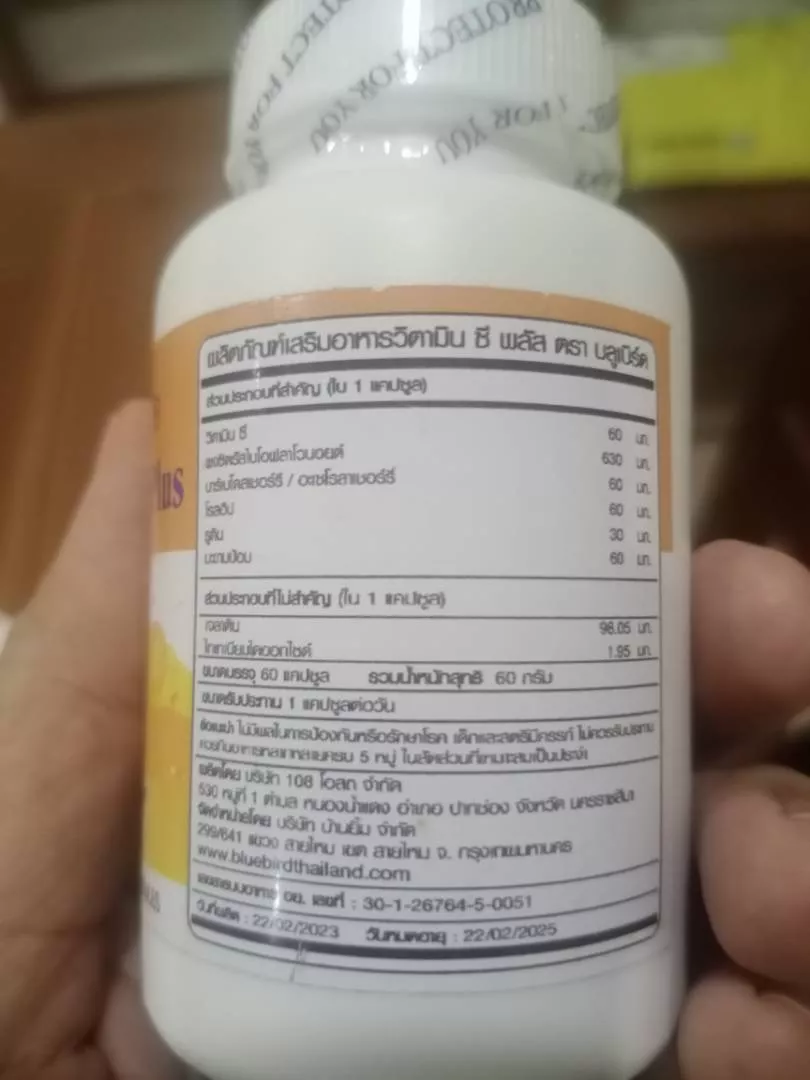 PROTECT FOR YOU
PROTECT FOR YOU
T FOR YOU
lus
ผลิตภัณฑ์เสริมอาหารวิตามิน ซี พลัส ตรา บลูเบิร์ด
ส่วนประกอบที่สำคัญ (ใน 1 แคปซูล)
วิตามิน ซี 60 มก.
ผงซิตรัสไบโอฟลาโวนอยด์ 630 มก.
บาร์เบโดสเชอร์รี่ / อะเซโรลาเชอร์รี่ 60 มก.
โรสฮิป 60 มก.
รูติน 30 มก.
มะขามป้อม 60 มก.
ส่วนประกอบที่ไม่สำคัญ (ใน 1 แคปซูล)
เจลาติน 98.05 มก.
ไทเทเนียมไดออกไซด์ 1.95 มก.
ขนาดบรรจุ 60 แคปซูล รวมน้ำหนักสุทธิ 60 กรัม
ขนาดรับประทาน 1 แคปซูลต่อวัน
ข้อแนะนำ ไม่มีผลในการป้องกันหรือรักษาโรค เด็กและสตรีมีครรภ์ ไม่ควรรับประทาน
ควรกินอาหารหลากหลายครบ 5 หมู่ ในสัดส่วนที่เหมาะสมเป็นประจำ
ผลิตโดย บริษัท 108 โอสถ จำกัด
530 หมู่ที่ 1 ตำบล หนองน้ำแดง อำเภอ ปากช่อง จังหวัด นครราชสีมา
จัดจำหน่ายโดย บริษัท บ้านยิ้ม จำกัด
299/641 แขวง สายไหม เขต สายไหม จ. กรุงเทพมหานคร
www.bluebirdthailand.com
เลขสารบบอาหาร อย. เลขที่ : 30-1-26764-5-0051
วันที่ผลิต : 22/02/2023 วันหมดอายุ : 22/02/2025